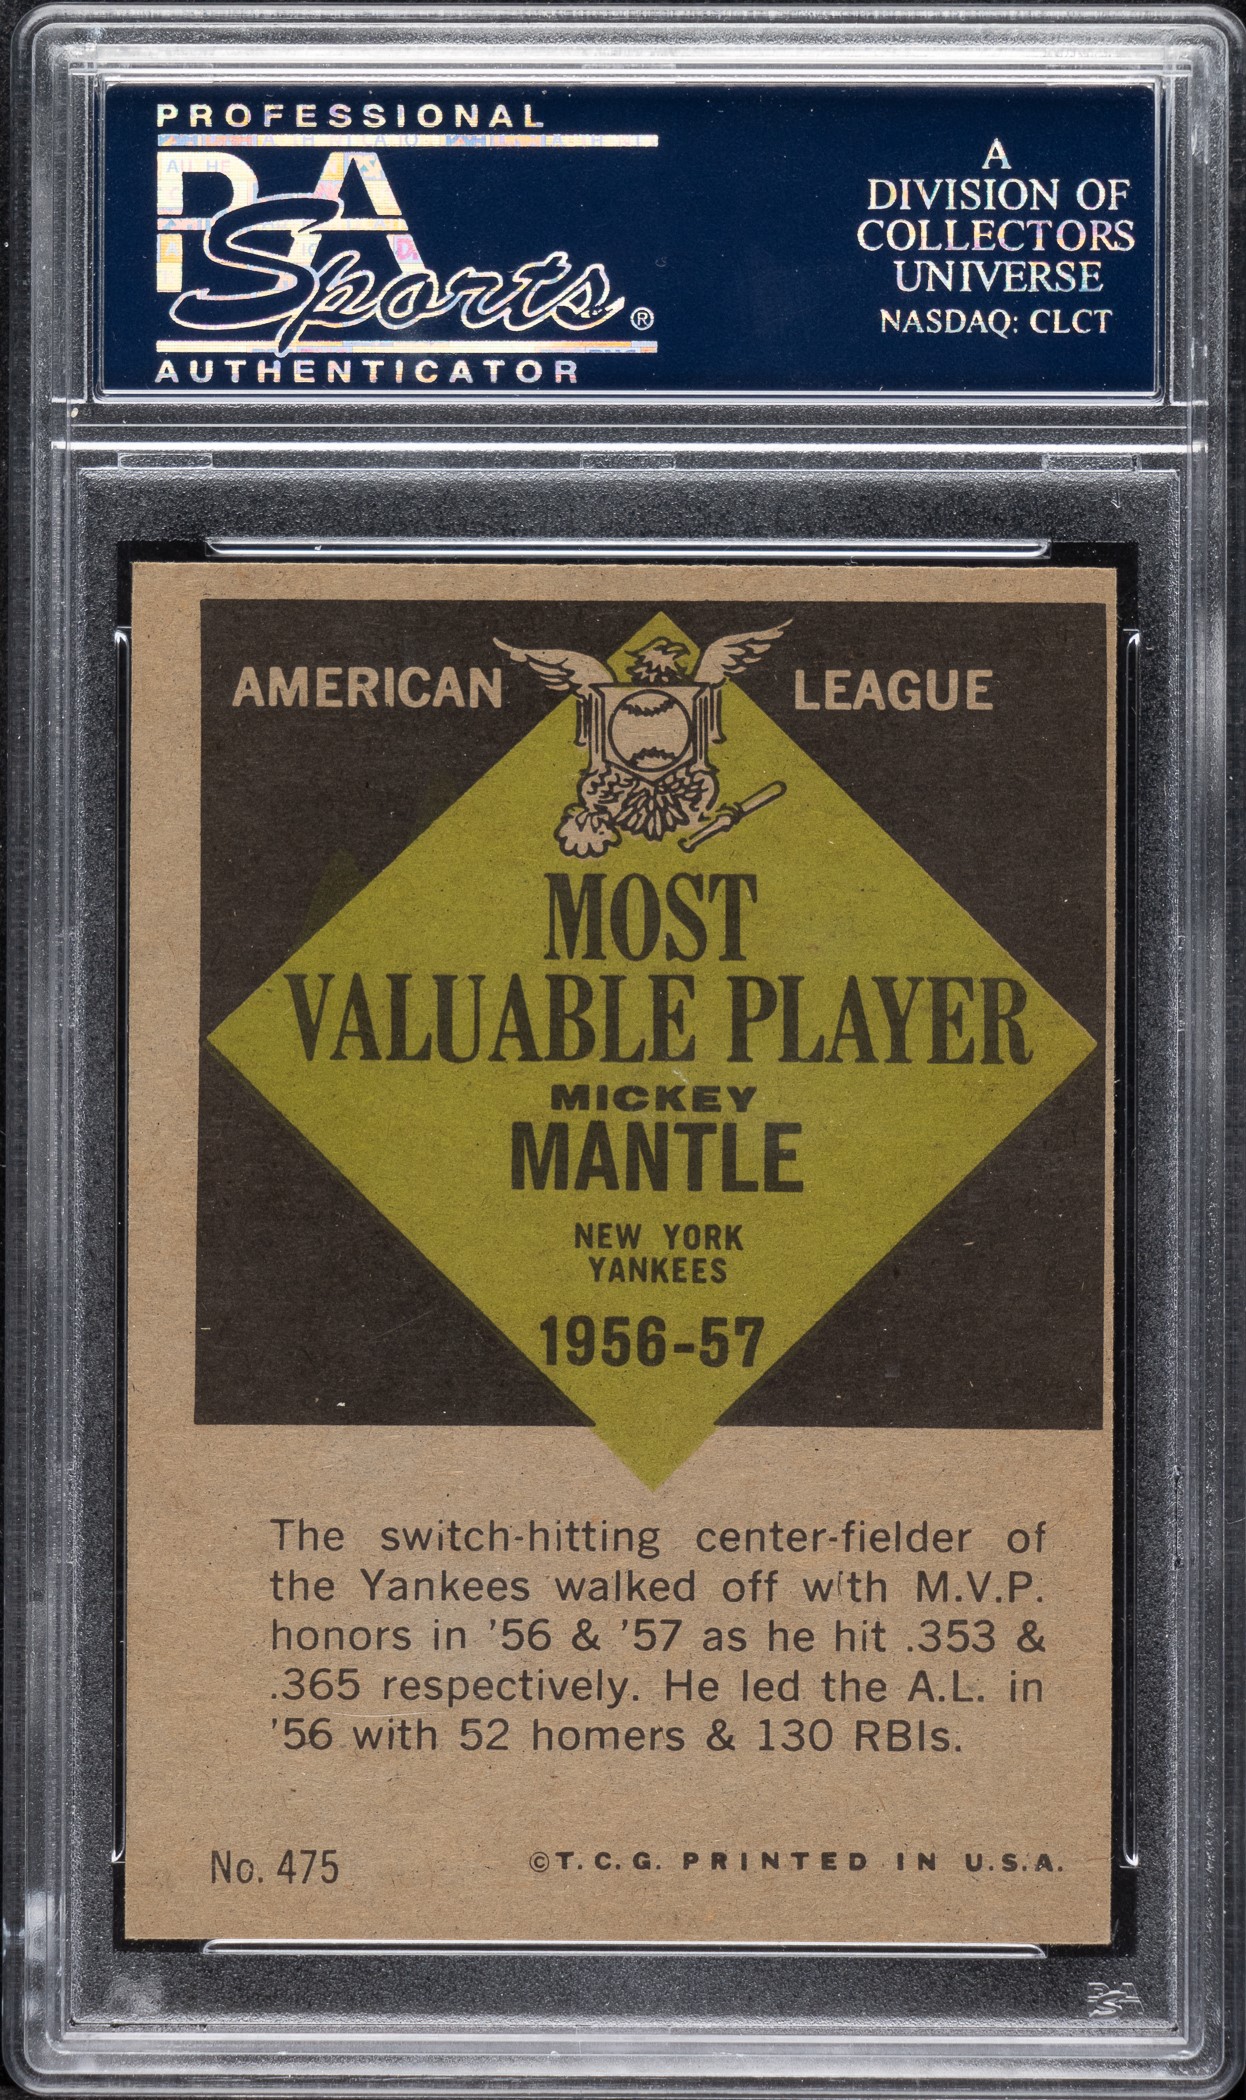 PROFESSIONAL
PSA
Sports®
AUTHENTICATOR
A
DIVISION OF
COLLECTORS
UNIVERSE
NASDAQ: CLCT
AMERICAN LEAGUE
MOST
VALUABLE PLAYER
MICKEY
MANTLE
NEW YORK
YANKEES
1956-57
The switch-hitting center-fielder of
the Yankees walked off with M.V.P.
honors in '56 & '57 as he hit .353 &
.365 respectively. He led the A.L. in
'56 with 52 homers & 130 RBIs.
No. 475 ©T.C.G. PRINTED IN U.S.A.
PSA